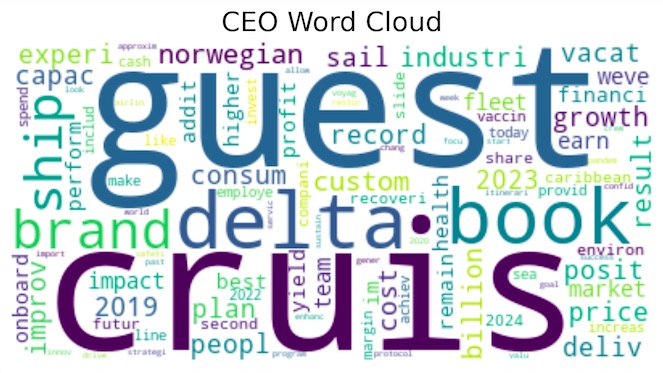 CEO Word Cloud
experi
approxim
cash
norwegian
sail
industri
vacat
capac
weve
spend
look
ship
perform
includ
airlin
like
addit
higher
invest
profit
allow
voyag
slide
week
fleet
vaccin
financi
growth
today
earn
record
chang
focu
start
crew
guest
make
consum
employe
compani
custom
recoveri
share
2023
caribbean
itinerari
provid
confid
result
world
servic
sustain
brand
delta
2020
health
book
import
safeti
past
success
environ
onboard
improv
impact
2019
futur
line
best
2022
plan
second
peopl
yield
team
enhanc
gener
cost
achiev
im
margin
remain
billion
sea
2024
goal
posit
market
price
increas
deliv
cruis
innov
drive
strategi
program
protocol
valu